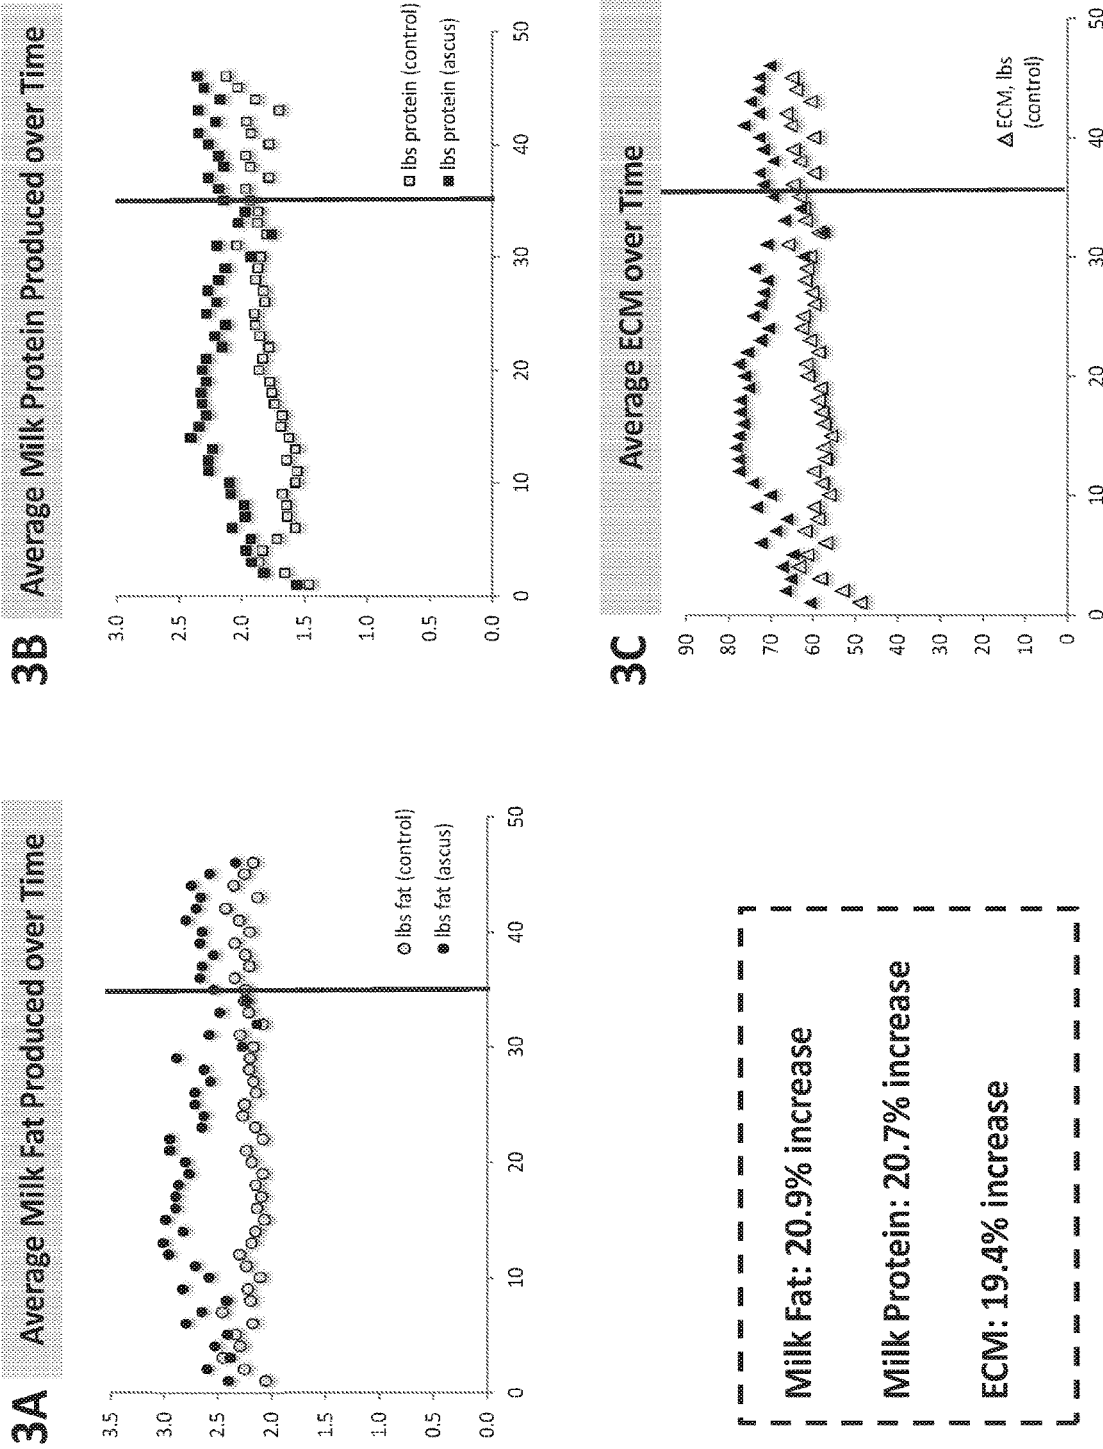 3A Average Milk Fat Produced over Time
3.5
3.0
2.5
2.0
1.5
1.0
0.5
0.0
0 10 20 30 40 50
lbs fat (control)
lbs fat (ascus)
3B Average Milk Protein Produced over Time
3.0
2.5
2.0
1.5
1.0
0.5
0.0
0 10 20 30 40 50
lbs protein (control)
lbs protein (ascus)
Milk Fat: 20.9% increase
Milk Protein: 20.7% increase
ECM: 19.4% increase
3C Average ECM over Time
90
80
70
60
50
40
30
20
10
0
0 10 20 30 40 50
ECM, lbs
(control)